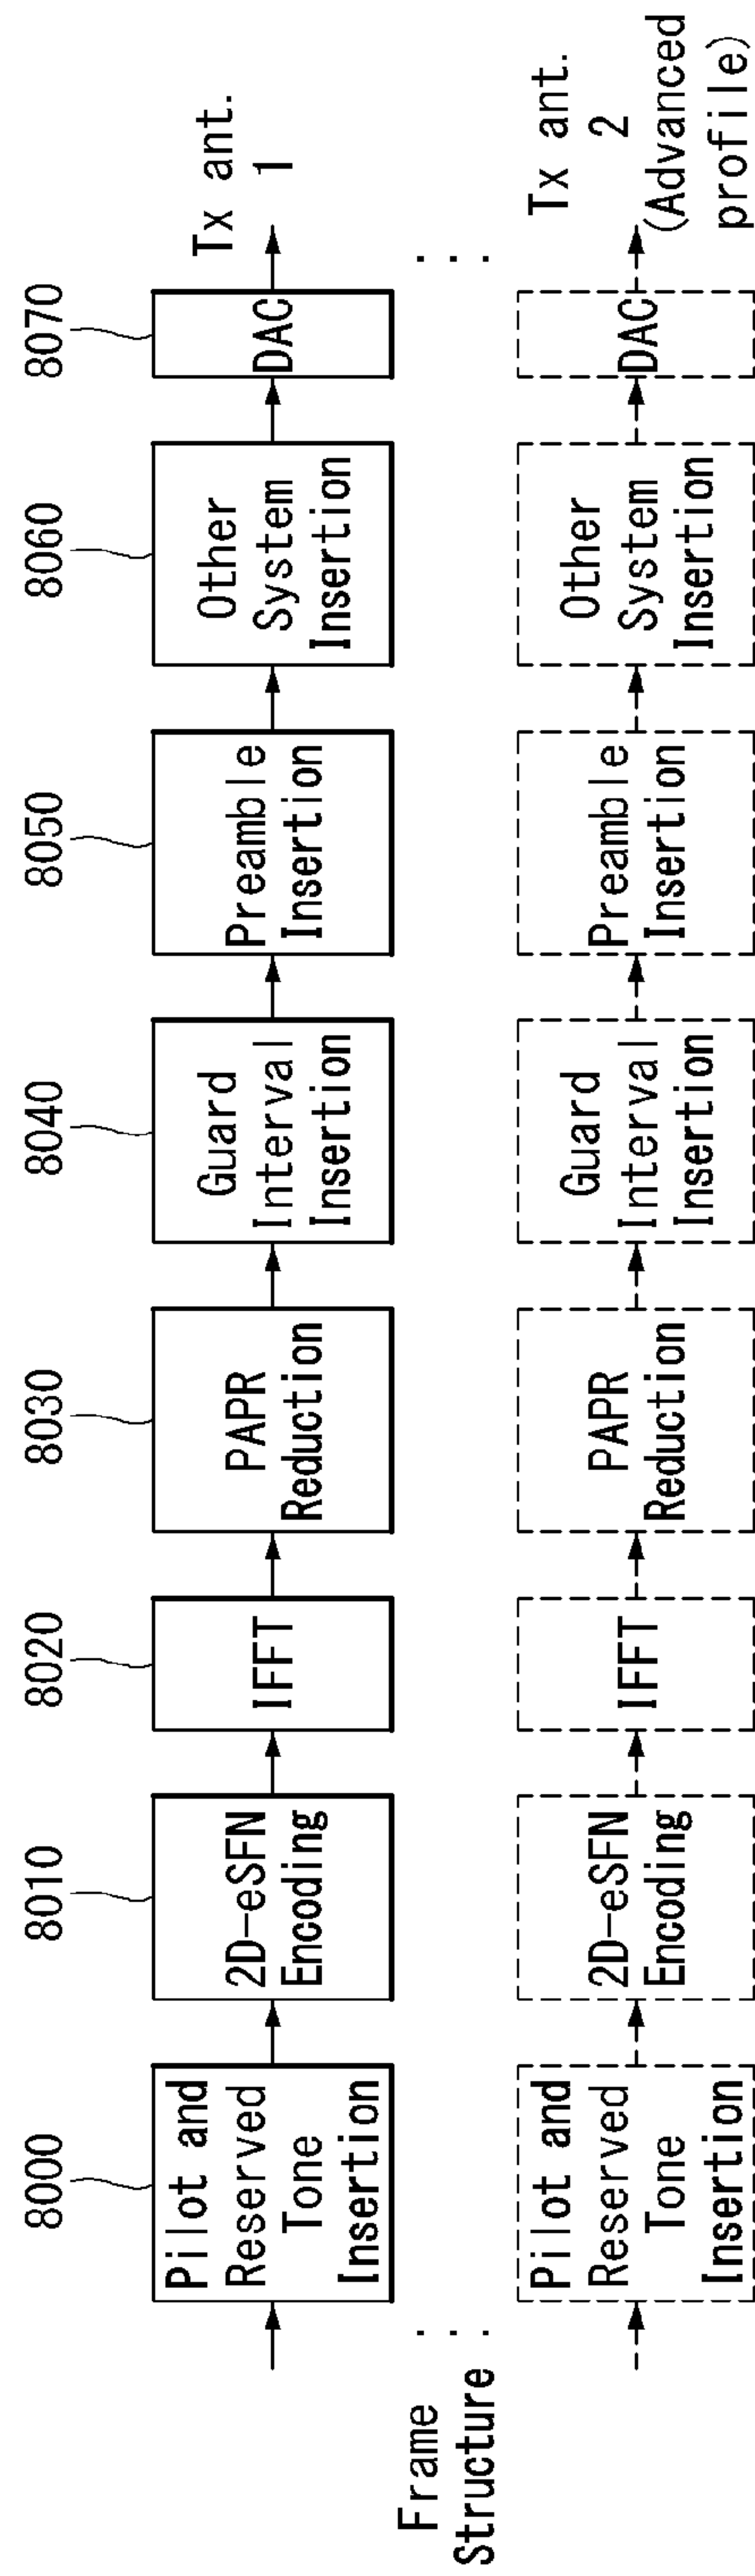 8000
8010
8020
8030
8040
8050
8060
8070
Pilot and
Reserved
Tone
Insertion
2D-eSFN
Encoding
IFFT
PAPR
Reduction
Guard
Interval
Insertion
Preamble
Insertion
Other
System
Insertion
DAC
Tx ant.
1
Frame
Structure
...
...
Pilot and
Reserved
Tone
Insertion
2D-eSFN
Encoding
IFFT
PAPR
Reduction
Guard
Interval
Insertion
Preamble
Insertion
Other
System
Insertion
DAC
Tx ant.
2
(Advanced
profile)